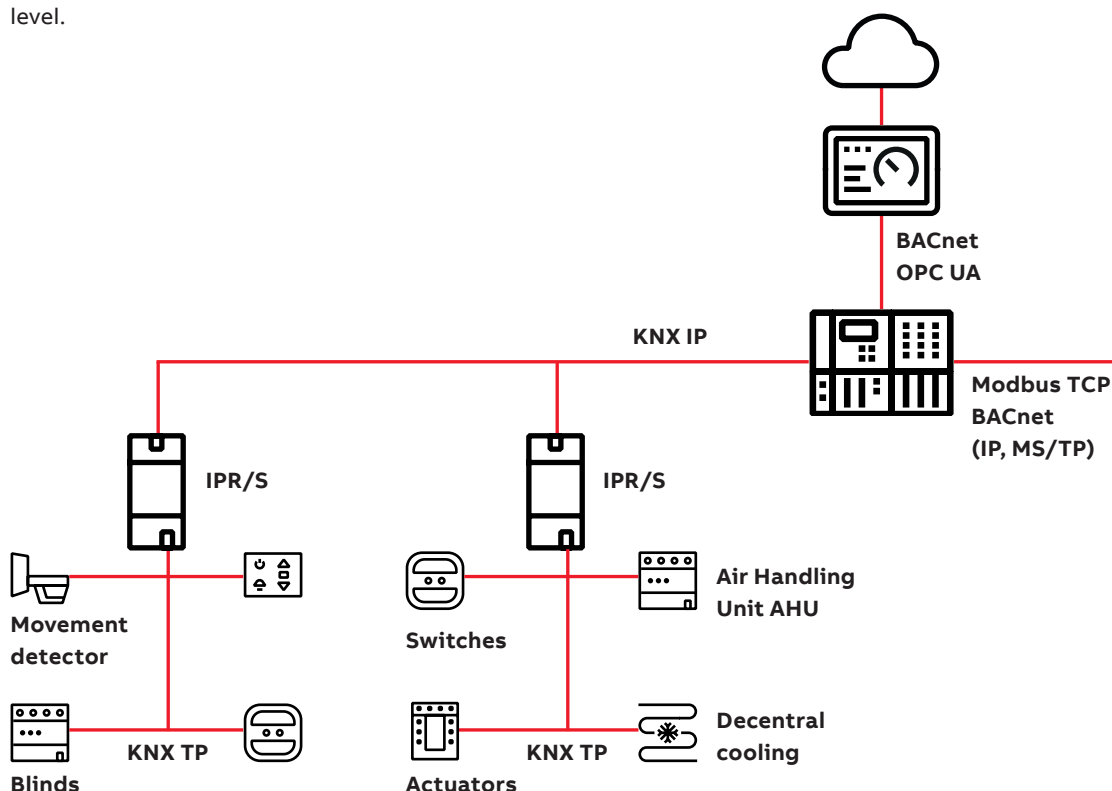 level.
BACnet
OPC UA
KNX IP
Modbus TCP
BACnet
(IP, MS/TP)
IPR/S
IPR/S
Movement
detector
Switches
Air Handling
Unit AHU
Blinds
KNX TP
Actuators
KNX TP
Decentral
cooling